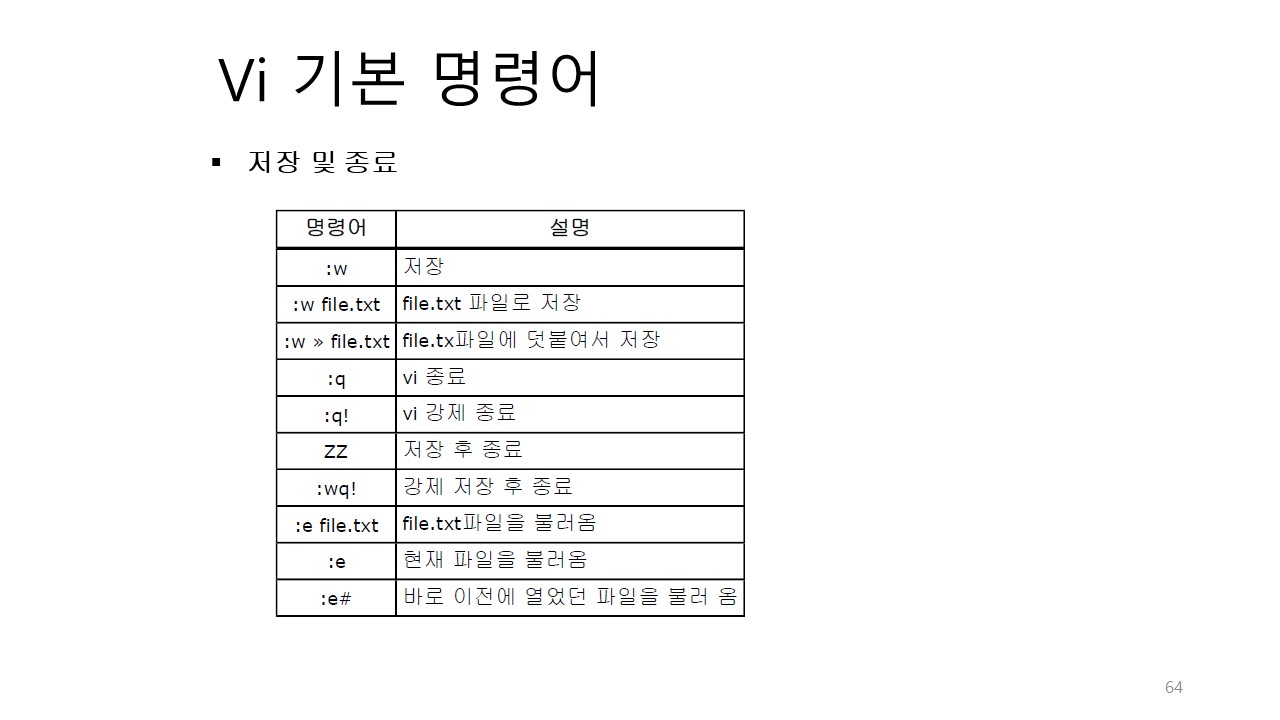 Vi 기본 명령어
▪ 저장 및 종료
명령어 설명
:w 저장
:w file.txt file.txt 파일로 저장
:w » file.txt file.tx파일에 덧붙여서 저장
:q vi 종료
:q! vi 강제 종료
ZZ 저장 후 종료
:wq! 강제 저장 후 종료
:e file.txt file.txt파일을 불러옴
:e 현재 파일을 불러옴
:e# 바로 이전에 열었던 파일을 불러 옴
64